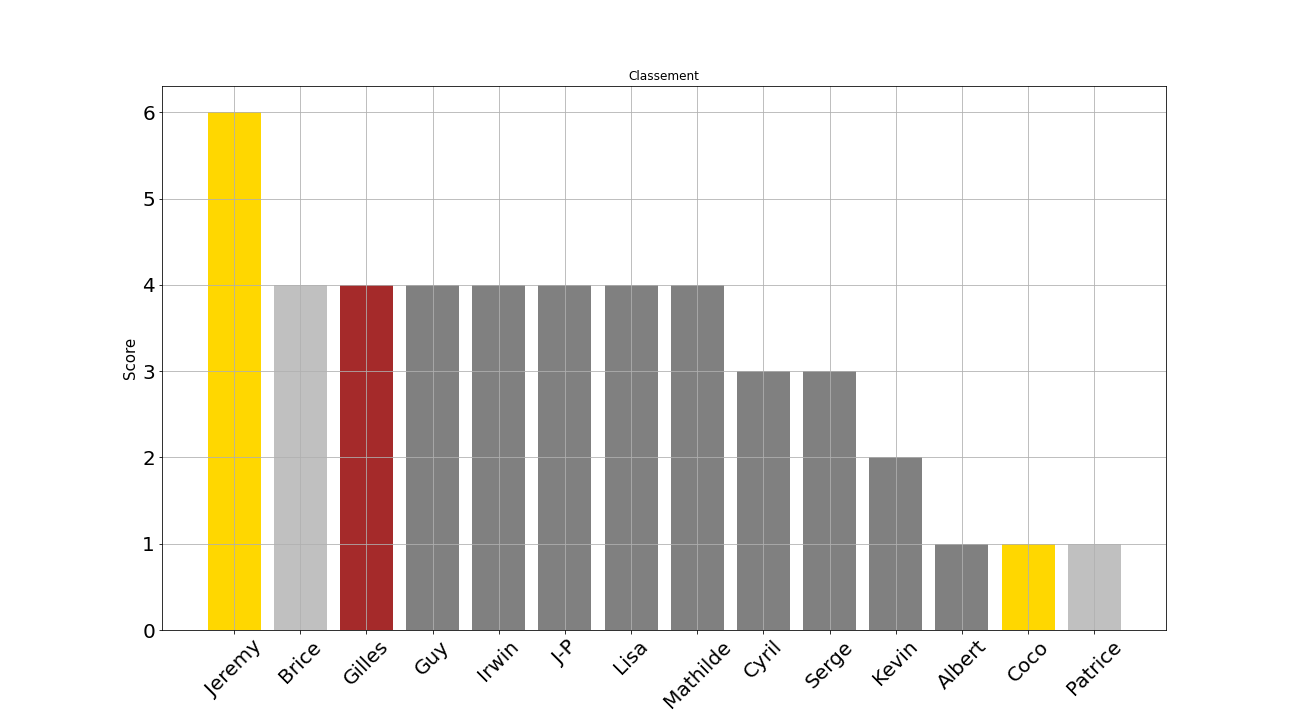 Classement
6
5
4
3
2
1
0
Score
Jeremy
Brice
Gilles
Guy
Irwin
J-P
Lisa
Mathilde
Cyril
Serge
Kevin
Albert
Coco
Patrice